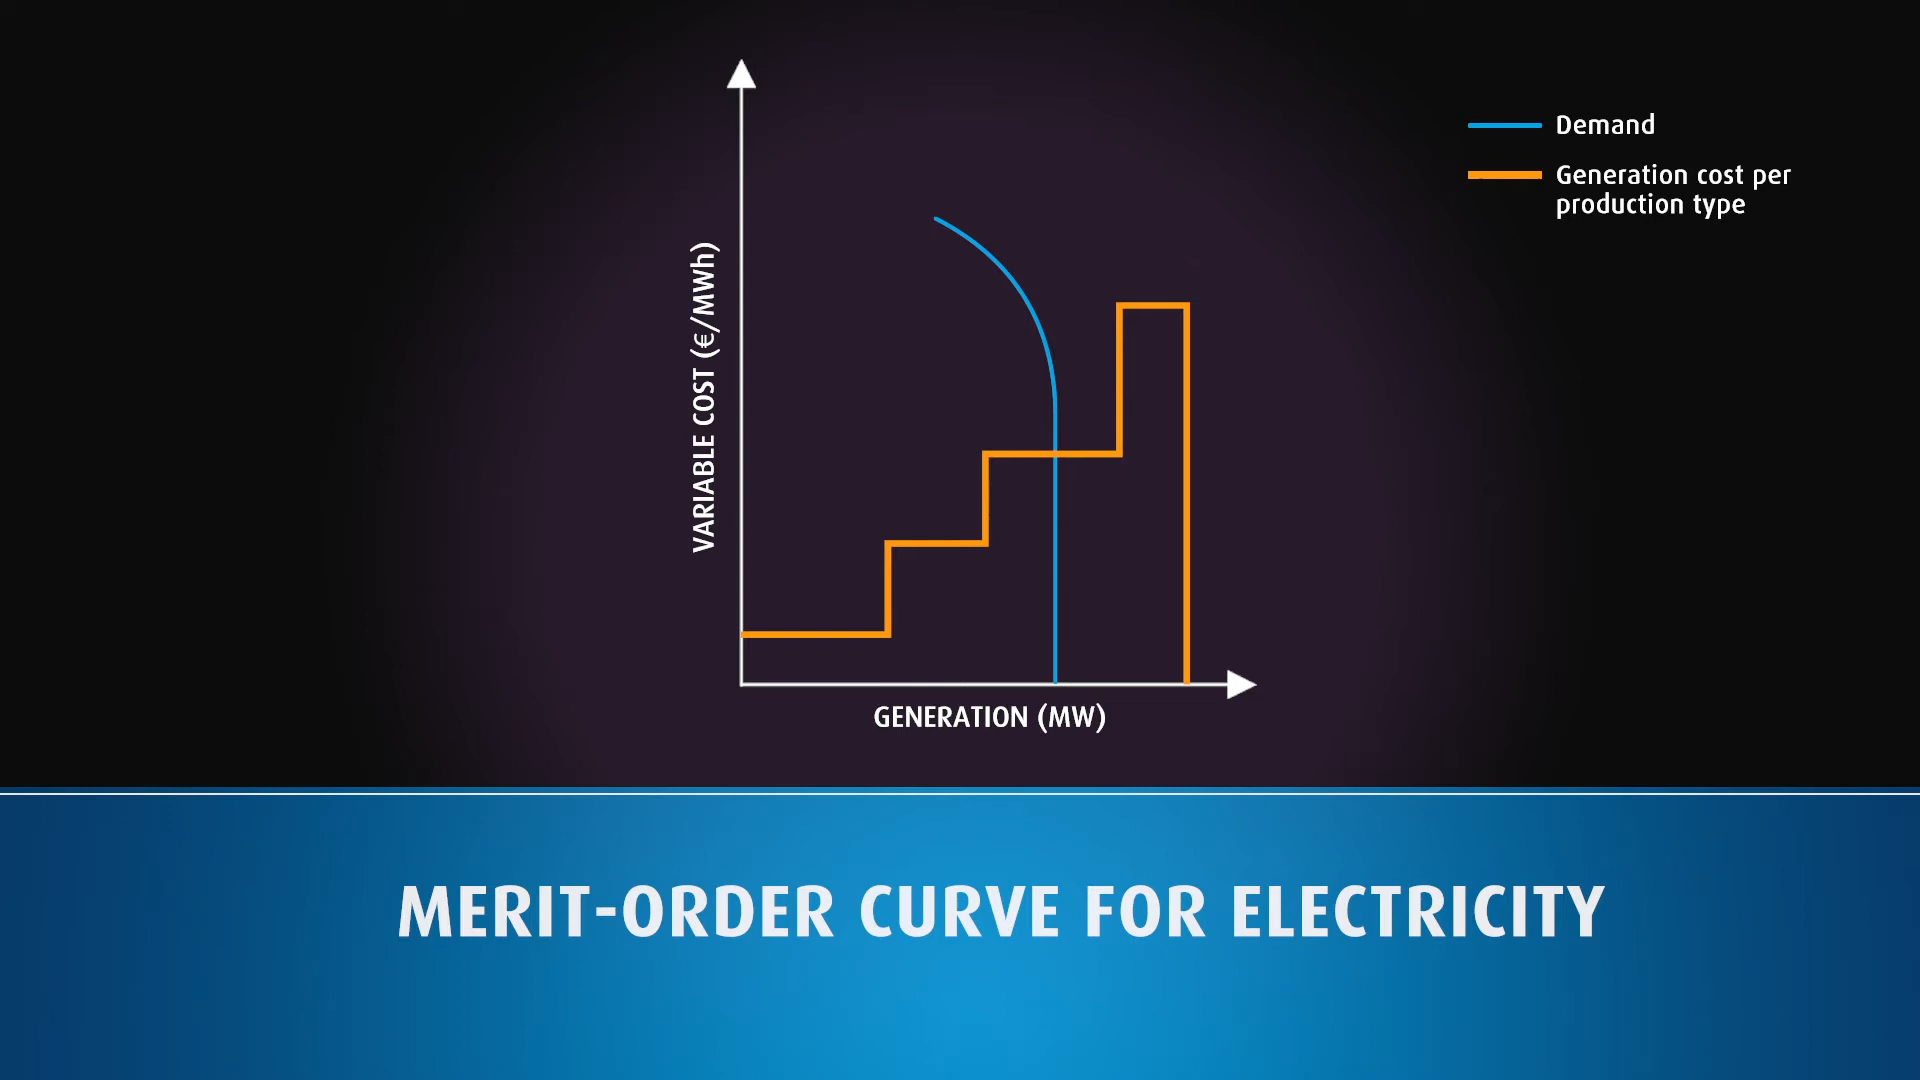 Demand
Generation cost per
production type
VARIABLE COST (€/MWh)
GENERATION (MW)
MERIT-ORDER CURVE FOR ELECTRICITY